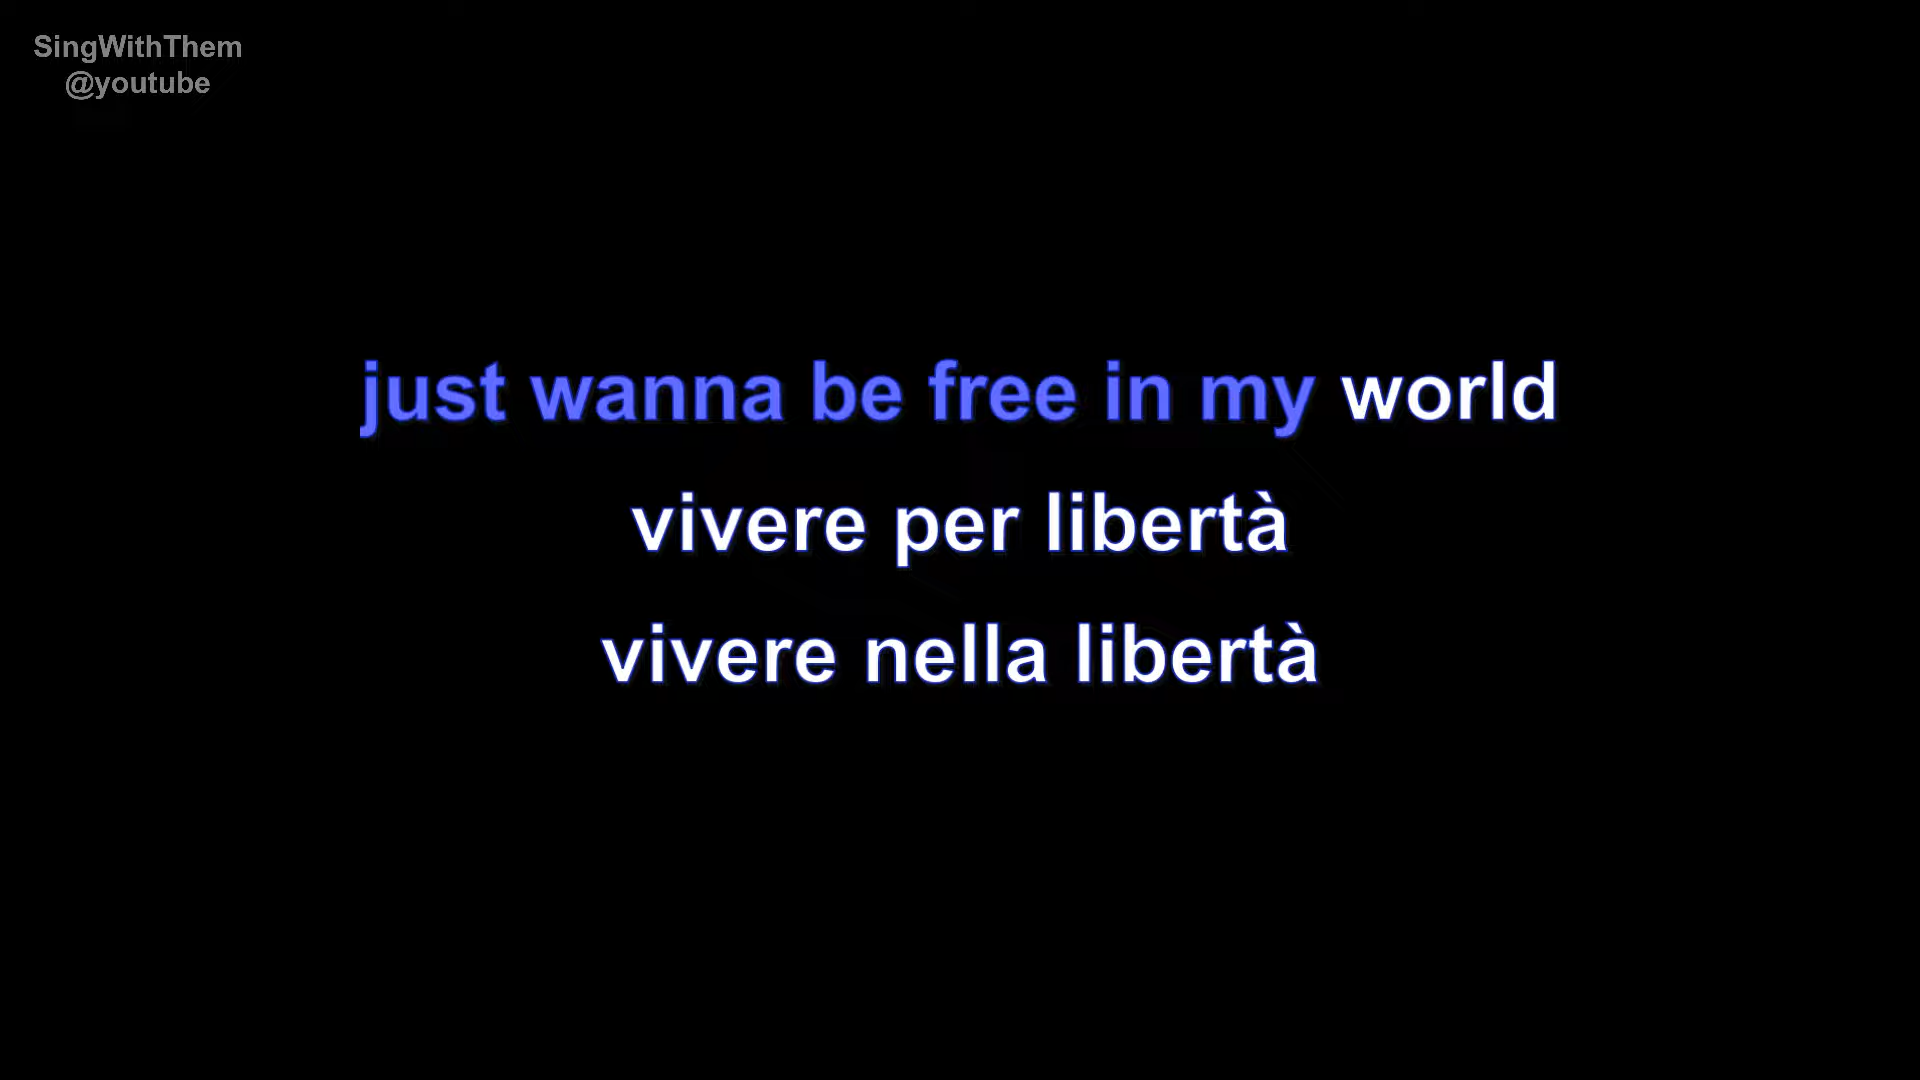 SingWithThem
@youtube
just wanna be free in my world
vivere per libertà
vivere nella libertà